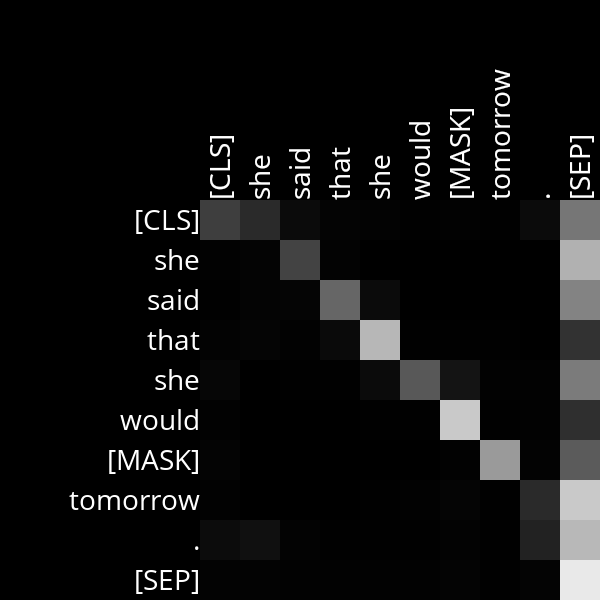 [CLS] she said that she would [MASK] tomorrow . [SEP]
[CLS]
she
said
that
she
would
[MASK]
tomorrow
.
[SEP]